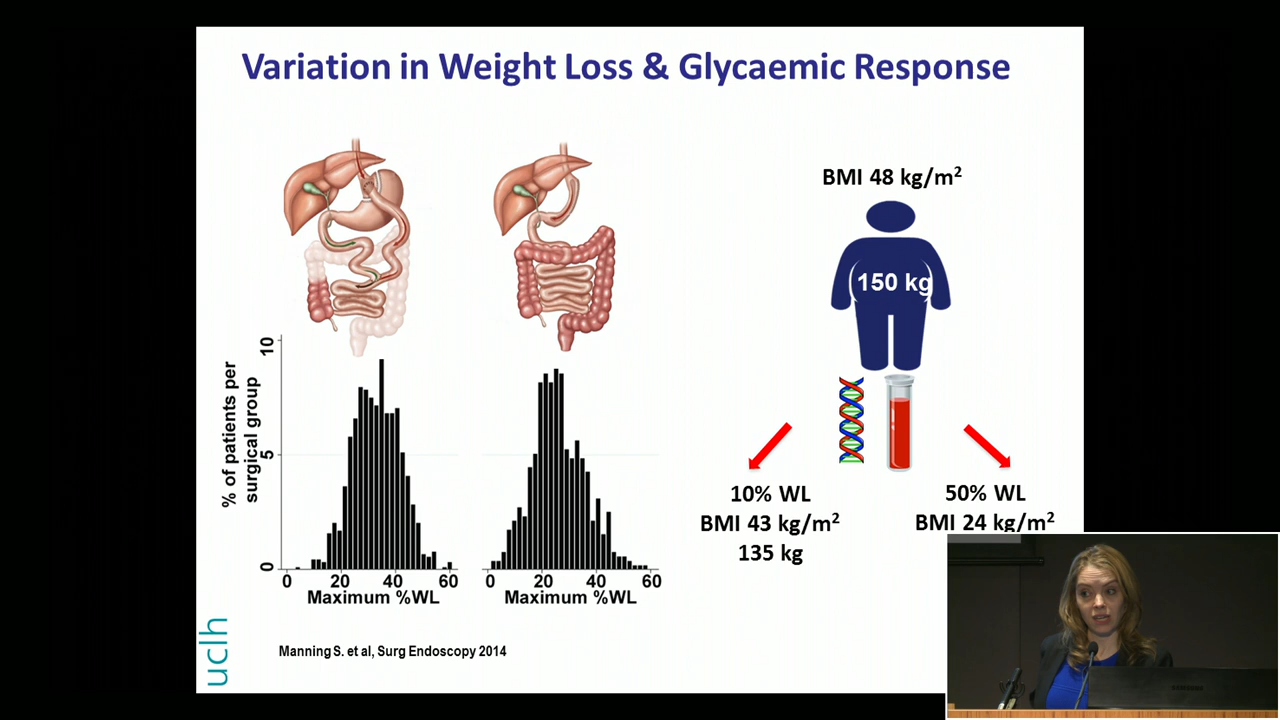 Variation in Weight Loss & Glycaemic Response
BMI 48 kg/m²
150 kg
% of patients per
surgical group
10
5
0
0 20 40 60
Maximum %WL
0 20 40 60
Maximum %WL
10% WL
BMI 43 kg/m²
135 kg
50% WL
BMI 24 kg/m²
Manning S. et al, Surg Endoscopy 2014
uclh
SAMSUNG